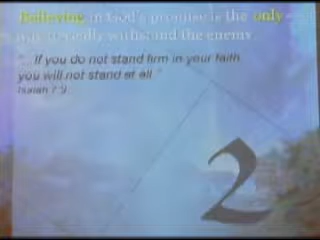 Believing in God's promise is the only
way to really withstand the enemy
"... If you do not stand firm in your faith
you will not stand at all."
Isaiah 7:9
2